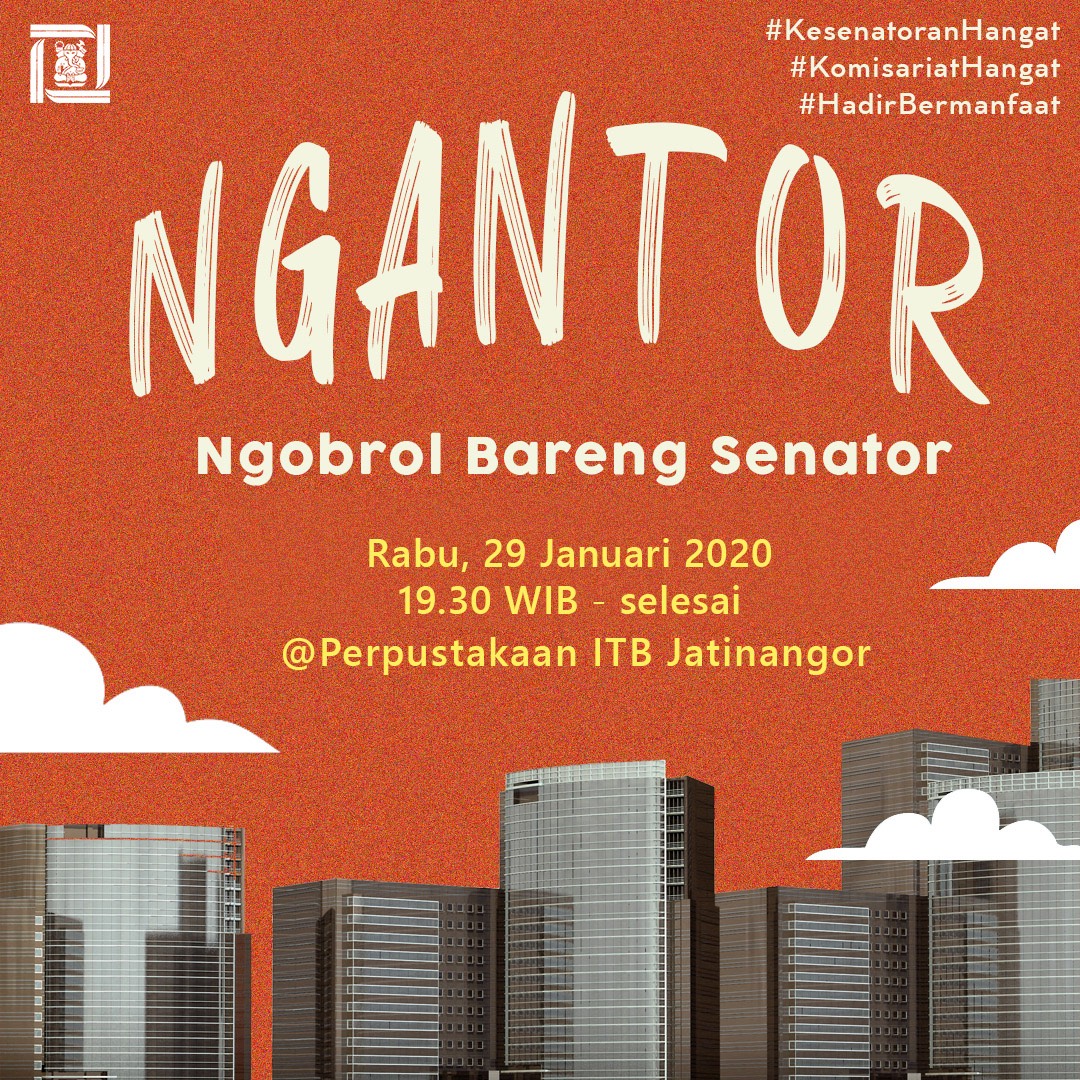 #KesenatoranHangat
#KomisariatHangat
#HadirBermanfaat
NGANTOR
Ngobrol Bareng Senator
Rabu, 29 Januari 2020
19.30 WIB - selesai
@Perpustakaan ITB Jatinangor